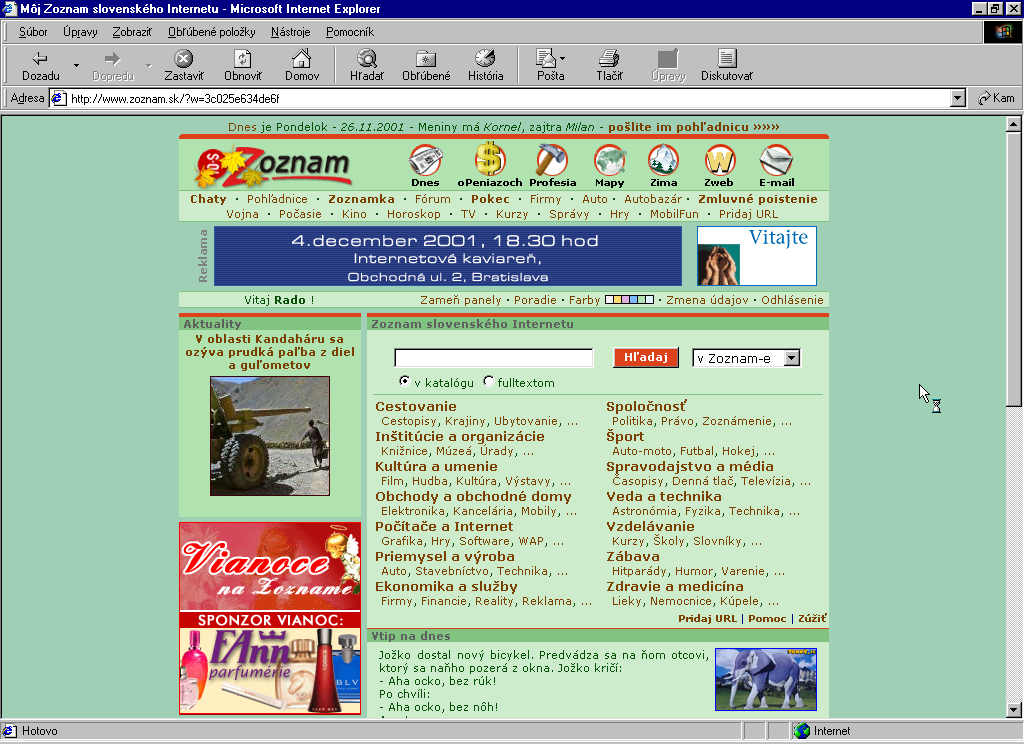 Môj Zoznam slovenského Internetu - Microsoft Internet Explorer
Súbor Úpravy Zobraziť Obľúbené položky Nástroje Pomocník
Dozadu Dopredu Zastaviť Obnoviť Domov Hľadať Obľúbené História Pošta Tlačiť Úpravy Diskutovať
Adresa http://www.zoznam.sk/?w=3c025e634de6f Kam
Dnes je Pondelok - 26.11.2001 - Meniny má Kornel, zajtra Milan - pošlite im pohľadnicu »»»»
Zoznam
Dnes oPeniazoch Profesia Mapy Zima Zweb E-mail
Chaty · Pohľadnice · Zoznamka · Fórum · Pokec · Firmy · Auto · Autobazár · Zmluvné poistenie
Vojna · Počasie · Kino · Horoskop · TV · Kurzy · Správy · Hry · MobilFun · Pridaj URL
Reklama
4.december 2001, 18.30 hod
Internetová kaviareň,
Obchodná ul. 2, Bratislava
Vitajte
Vitaj Rado !
Zameň panely · Poradie · Farby · Zmena údajov · Odhlásenie
Aktuality
V oblasti Kandaháru sa
ozýva prudká paľba z diel
a guľometov
Vianoce
na Zozname
SPONZOR VIANOC:
FAnn
parfumérie
BLV
Zoznam slovenského Internetu
Hľadaj v Zoznam-e
v katalógu fulltextom
Cestovanie
Cestopisy, Krajiny, Ubytovanie, ...
Inštitúcie a organizácie
Knižnice, Múzeá, Úrady, ...
Kultúra a umenie
Film, Hudba, Kultúra, Výstavy, ...
Obchody a obchodné domy
Elektronika, Kancelária, Mobily, ...
Počítače a Internet
Grafika, Hry, Software, WAP, ...
Priemysel a výroba
Auto, Stavebníctvo, Technika, ...
Ekonomika a služby
Firmy, Financie, Reality, Reklama, ...
Spoločnosť
Politika, Právo, Zoznámenie, ...
Šport
Auto-moto, Futbal, Hokej, ...
Spravodajstvo a média
Časopisy, Denná tlač, Televízia, ...
Veda a technika
Astronómia, Fyzika, Technika, ...
Vzdelávanie
Kurzy, Školy, Slovníky, ...
Zábava
Hitparády, Humor, Varenie, ...
Zdravie a medicína
Lieky, Nemocnice, Kúpele, ...
Pridaj URL | Pomoc | Zúžiť
Vtip na dnes
Jožko dostal nový bicykel. Predvádza sa na ňom otcovi,
ktorý sa naňho pozerá z okna. Jožko kričí:
- Aha ocko, bez rúk!
Po chvíli:
- Aha ocko, bez nôh!
Hotovo Internet